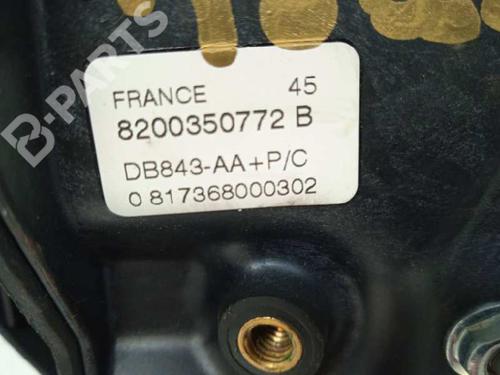 B-PARTS
FRANCE 45
8200350772 B
DB843-AA+P/C
0 817368000302